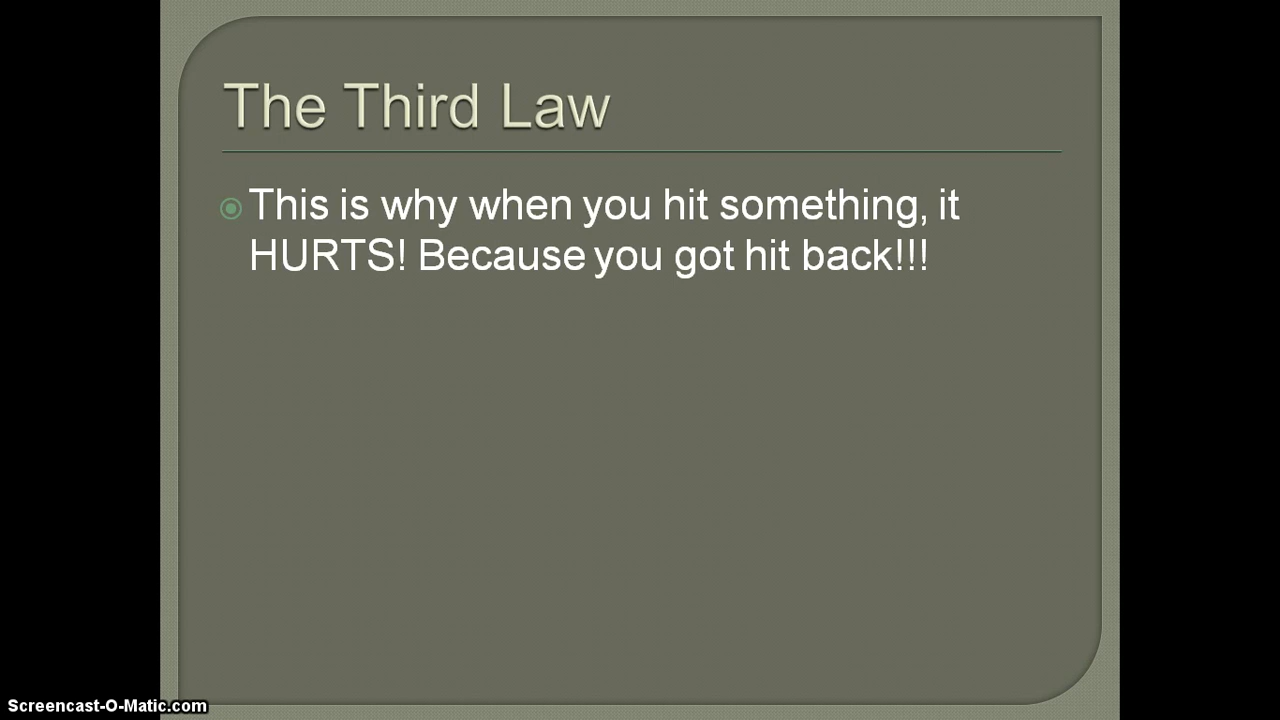 The Third Law
This is why when you hit something, it
HURTS! Because you got hit back!!!
Screencast-O-Matic.com